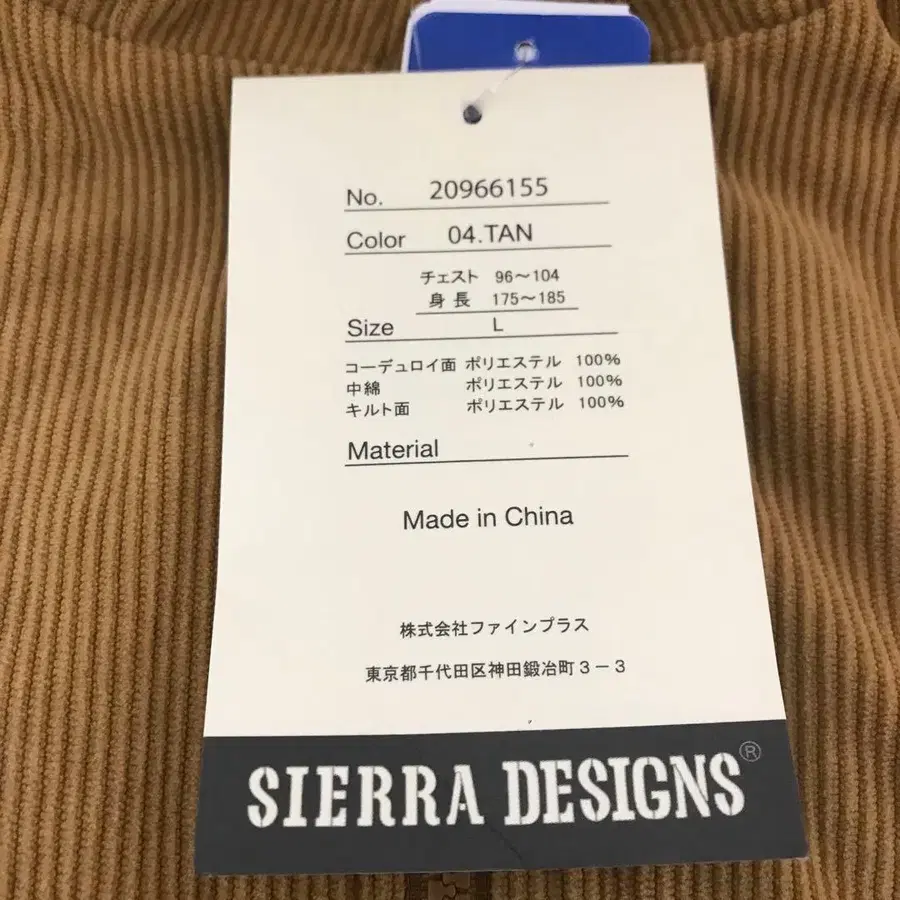 No. 20966155
Color 04.TAN
チェスト 96～104
身長 175～185
Size L
コーデュロイ面 ポリエステル 100%
中綿 ポリエステル 100%
キルト面 ポリエステル 100%
Material
Made in China
株式会社ファインプラス
東京都千代田区神田鍛冶町3－3
SIERRA DESIGNS®